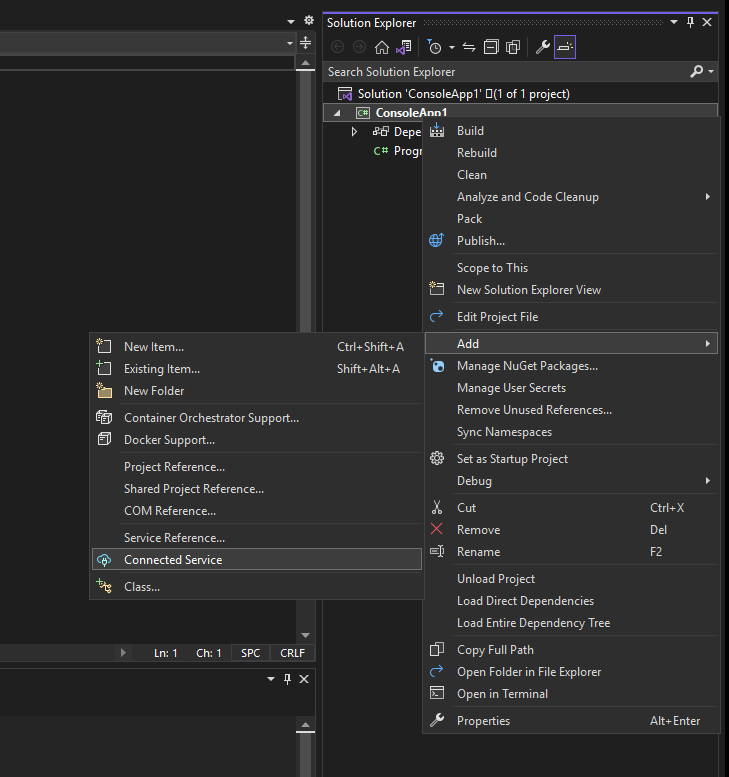 Solution Explorer
Search Solution Explorer
Solution 'ConsoleApp1' (1 of 1 project)
C# ConsoleApp1
Depe
C# Progr
Build
Rebuild
Clean
Analyze and Code Cleanup
Pack
Publish...
Scope to This
New Solution Explorer View
Edit Project File
Add
Manage NuGet Packages...
Manage User Secrets
Remove Unused References...
Sync Namespaces
Set as Startup Project
Debug
Cut Ctrl+X
Remove Del
Rename F2
Unload Project
Load Direct Dependencies
Load Entire Dependency Tree
Copy Full Path
Open Folder in File Explorer
Open in Terminal
Properties Alt+Enter
New Item... Ctrl+Shift+A
Existing Item... Shift+Alt+A
New Folder
Container Orchestrator Support...
Docker Support...
Project Reference...
Shared Project Reference...
COM Reference...
Service Reference...
Connected Service
Class...
Ln: 1 Ch: 1 SPC CRLF